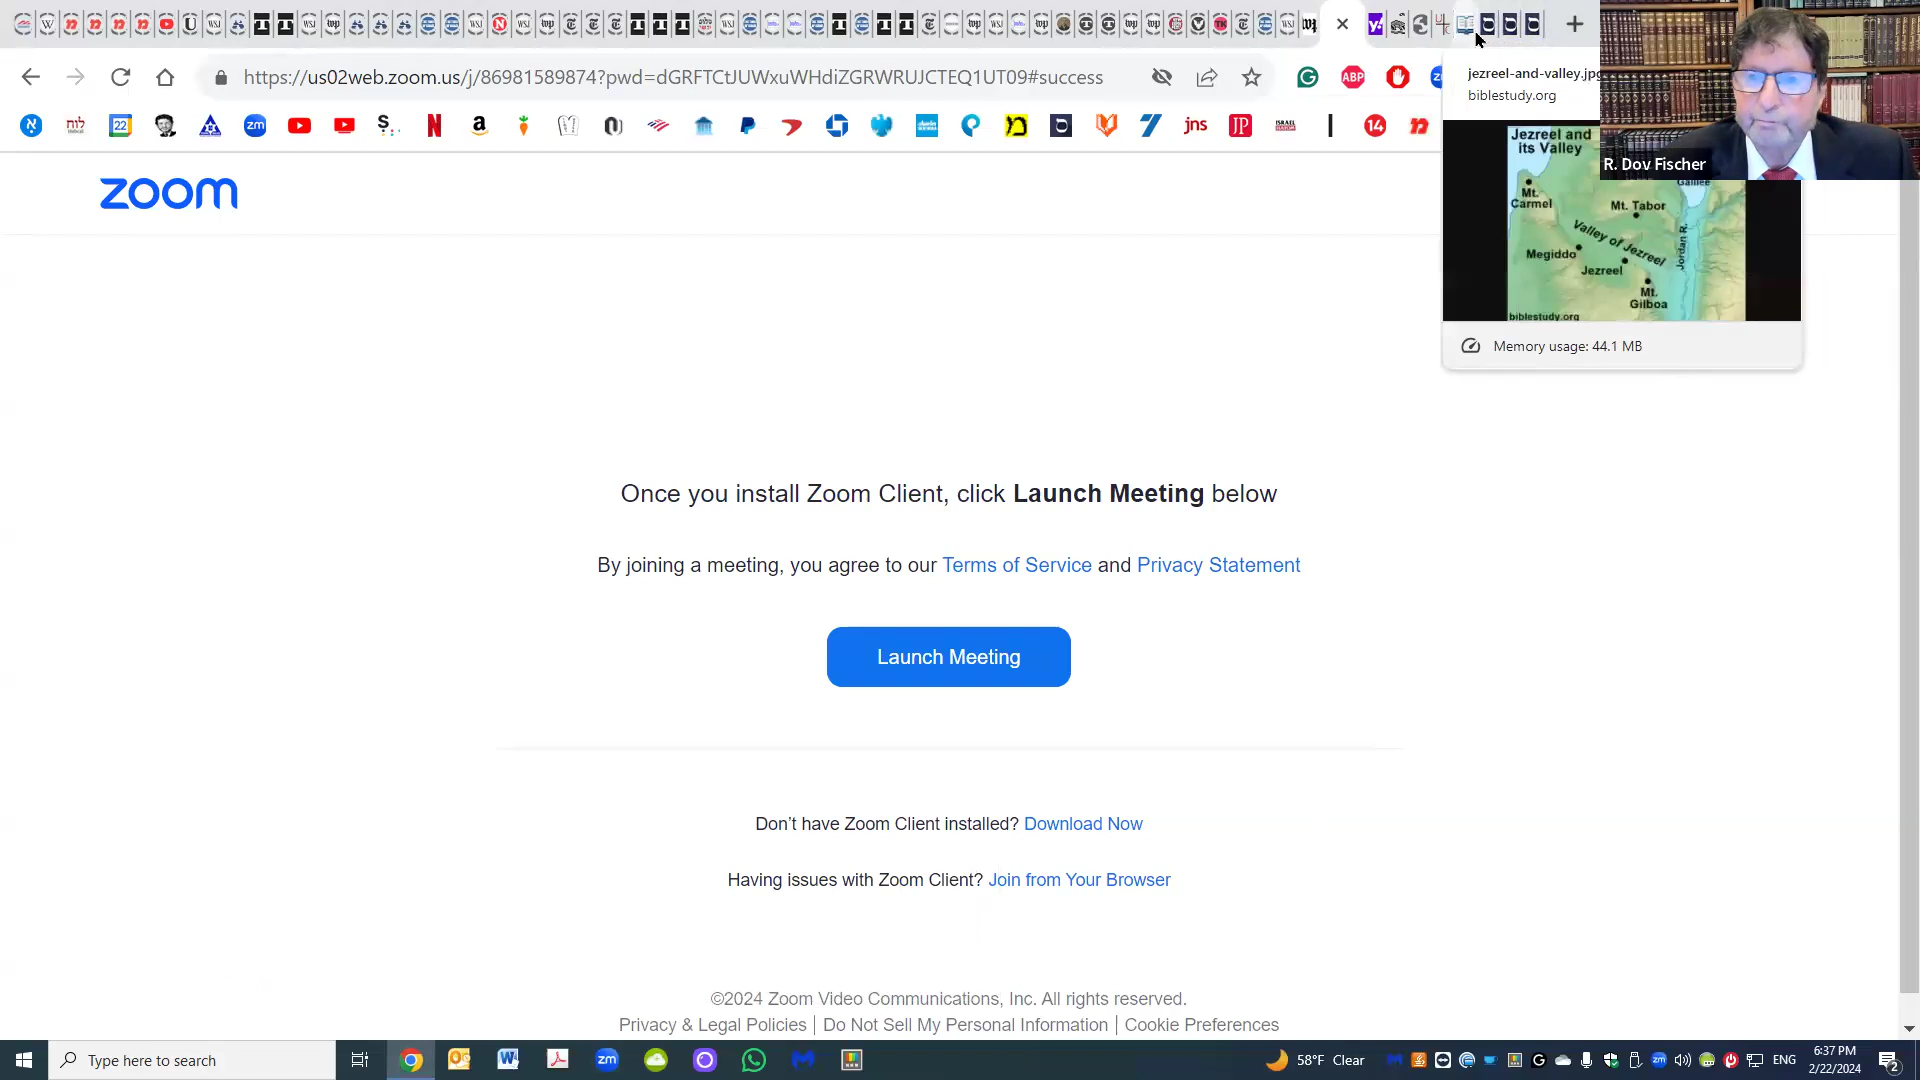 https://us02web.zoom.us/j/86981589874?pwd=dGRFTCtJUWxuWHdiZGRWRUJCTEQ1UT09#success
jezreel-and-valley.jpg
biblestudy.org
R. Dov Fischer
Jezreel and
its Valley
Galilee
Mt.
Carmel
Mt. Tabor
Valley of Jezreel
Jordan R.
Megiddo
Jezreel
Mt.
Gilboa
biblestudy.org
Memory usage: 44.1 MB
zoom
Once you install Zoom Client, click Launch Meeting below
By joining a meeting, you agree to our Terms of Service and Privacy Statement
Launch Meeting
Don’t have Zoom Client installed? Download Now
Having issues with Zoom Client? Join from Your Browser
©2024 Zoom Video Communications, Inc. All rights reserved.
Privacy & Legal Policies | Do Not Sell My Personal Information | Cookie Preferences
Type here to search
58°F Clear
ENG
6:37 PM
2/22/2024